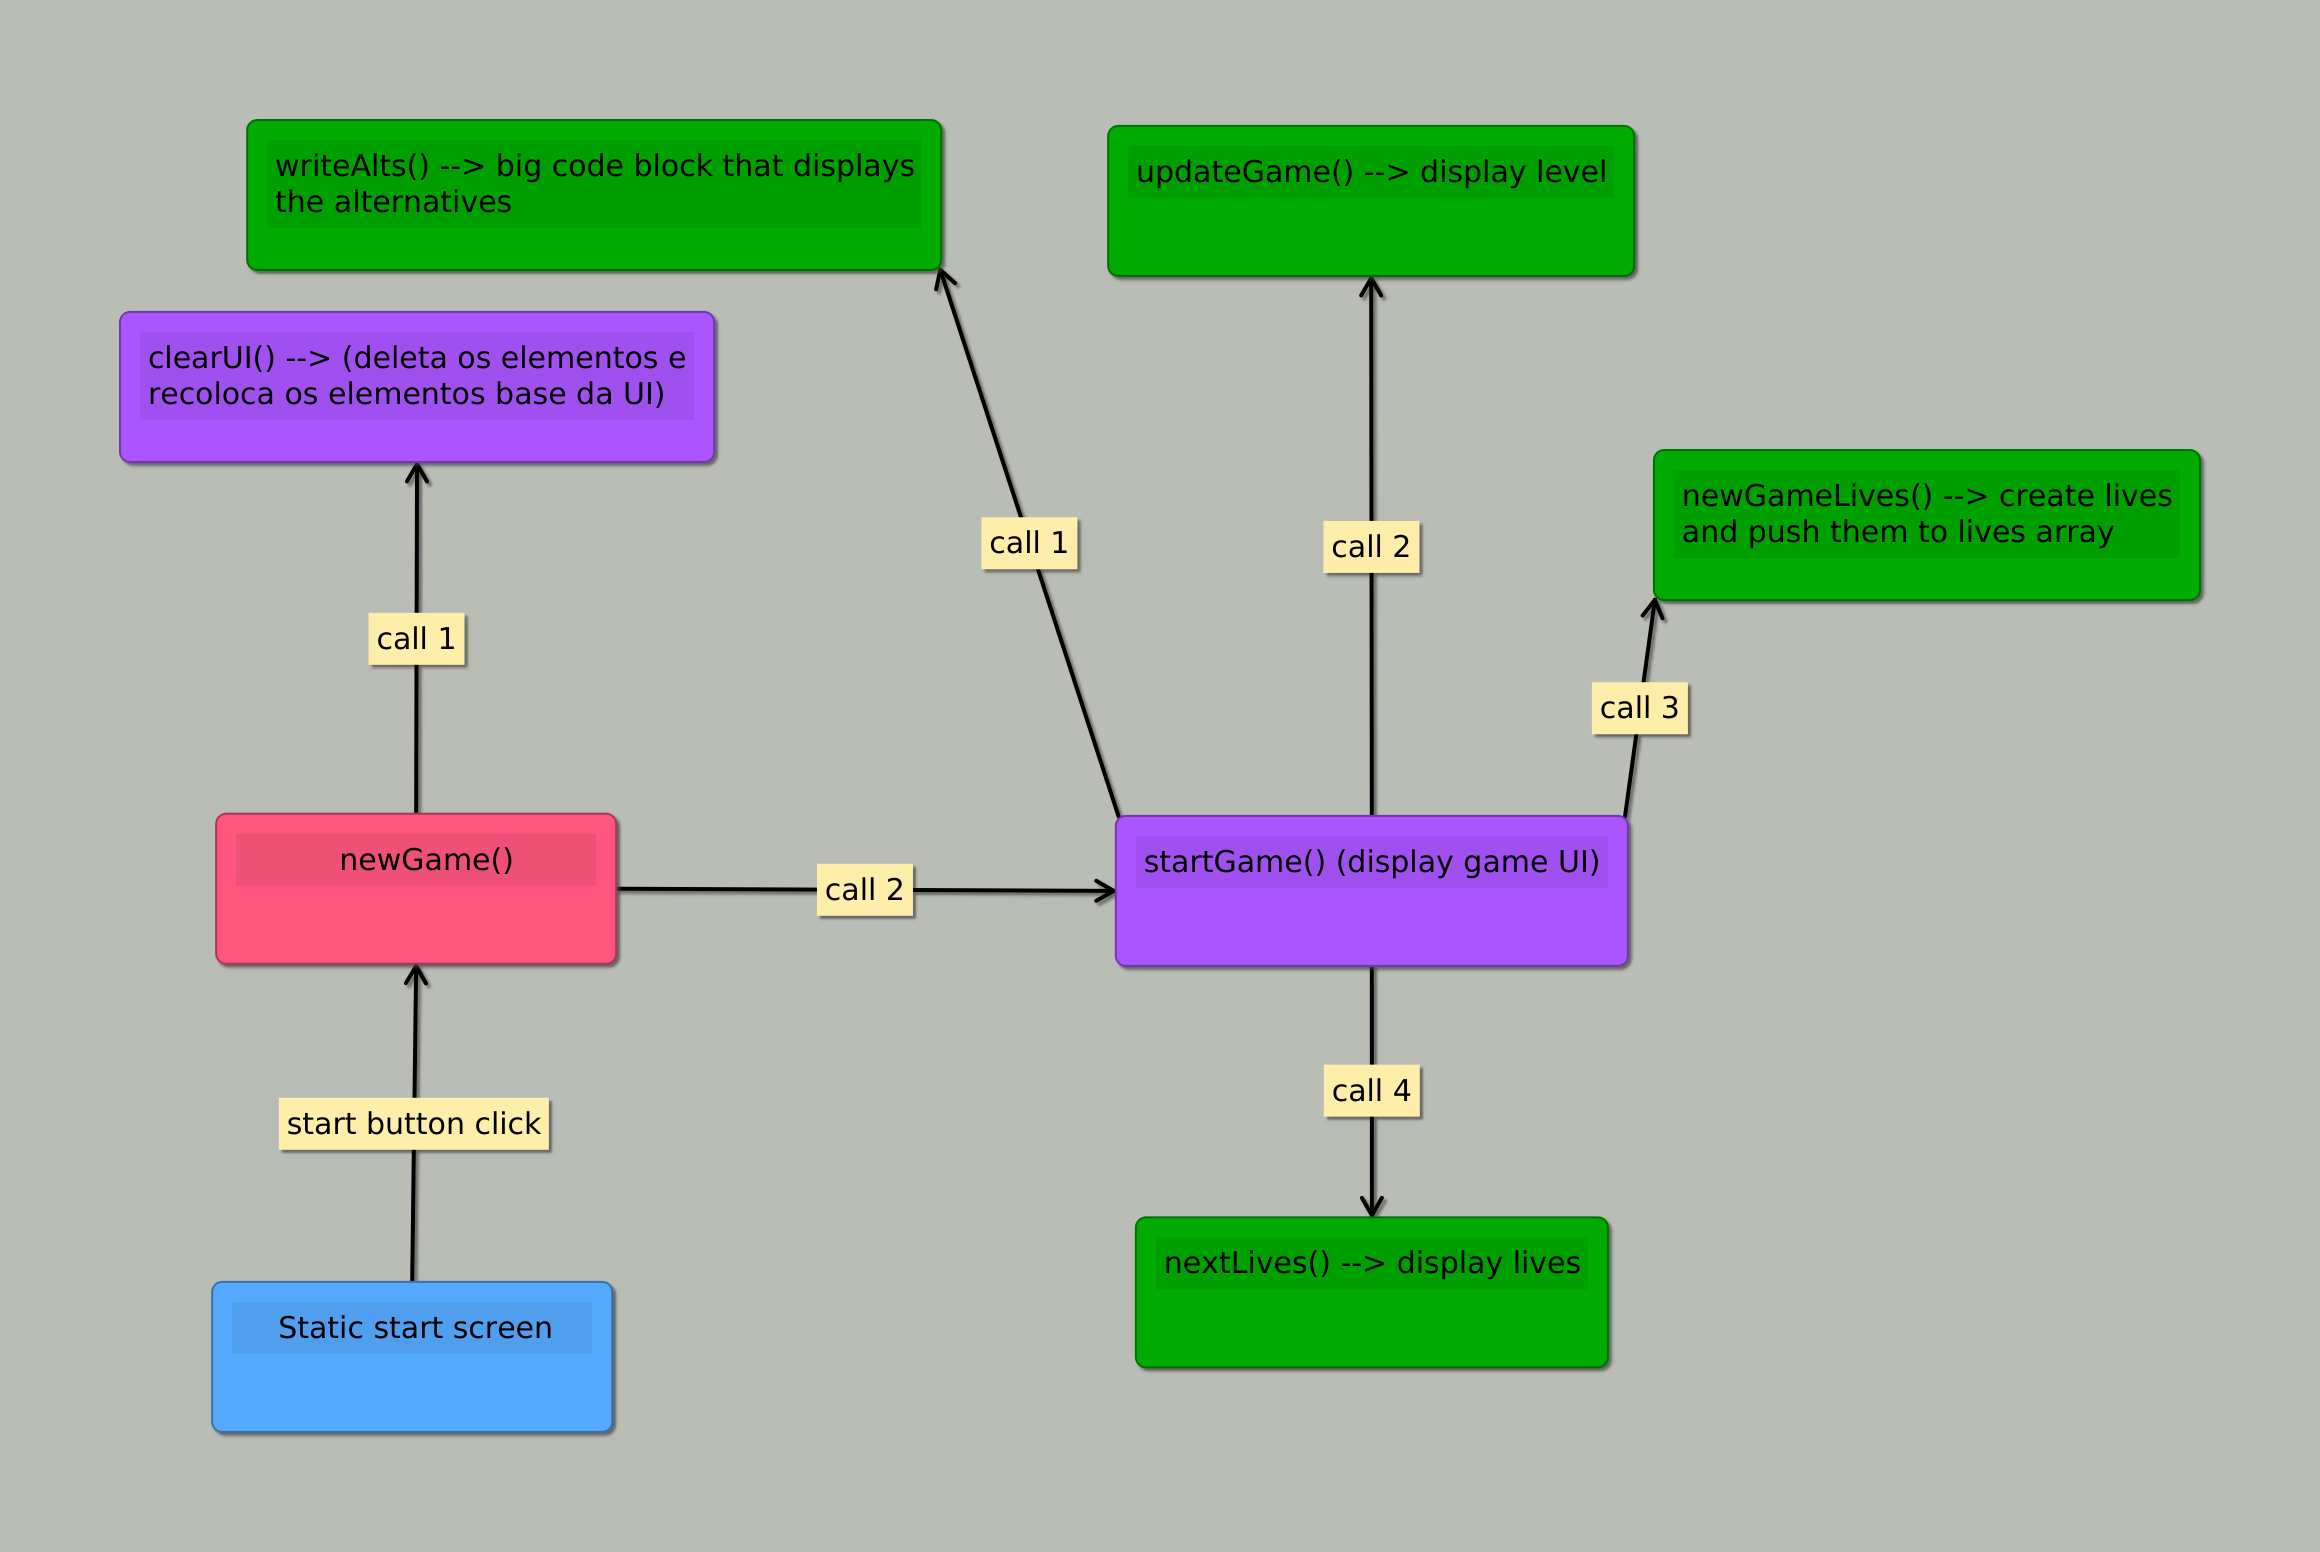 writeAlts() --> big code block that displays
the alternatives
updateGame() --> display level
clearUI() --> (deleta os elementos e
recoloca os elementos base da UI)
newGameLives() --> create lives
and push them to lives array
call 1
call 2
call 1
call 3
newGame()
call 2
startGame() (display game UI)
call 4
start button click
nextLives() --> display lives
Static start screen